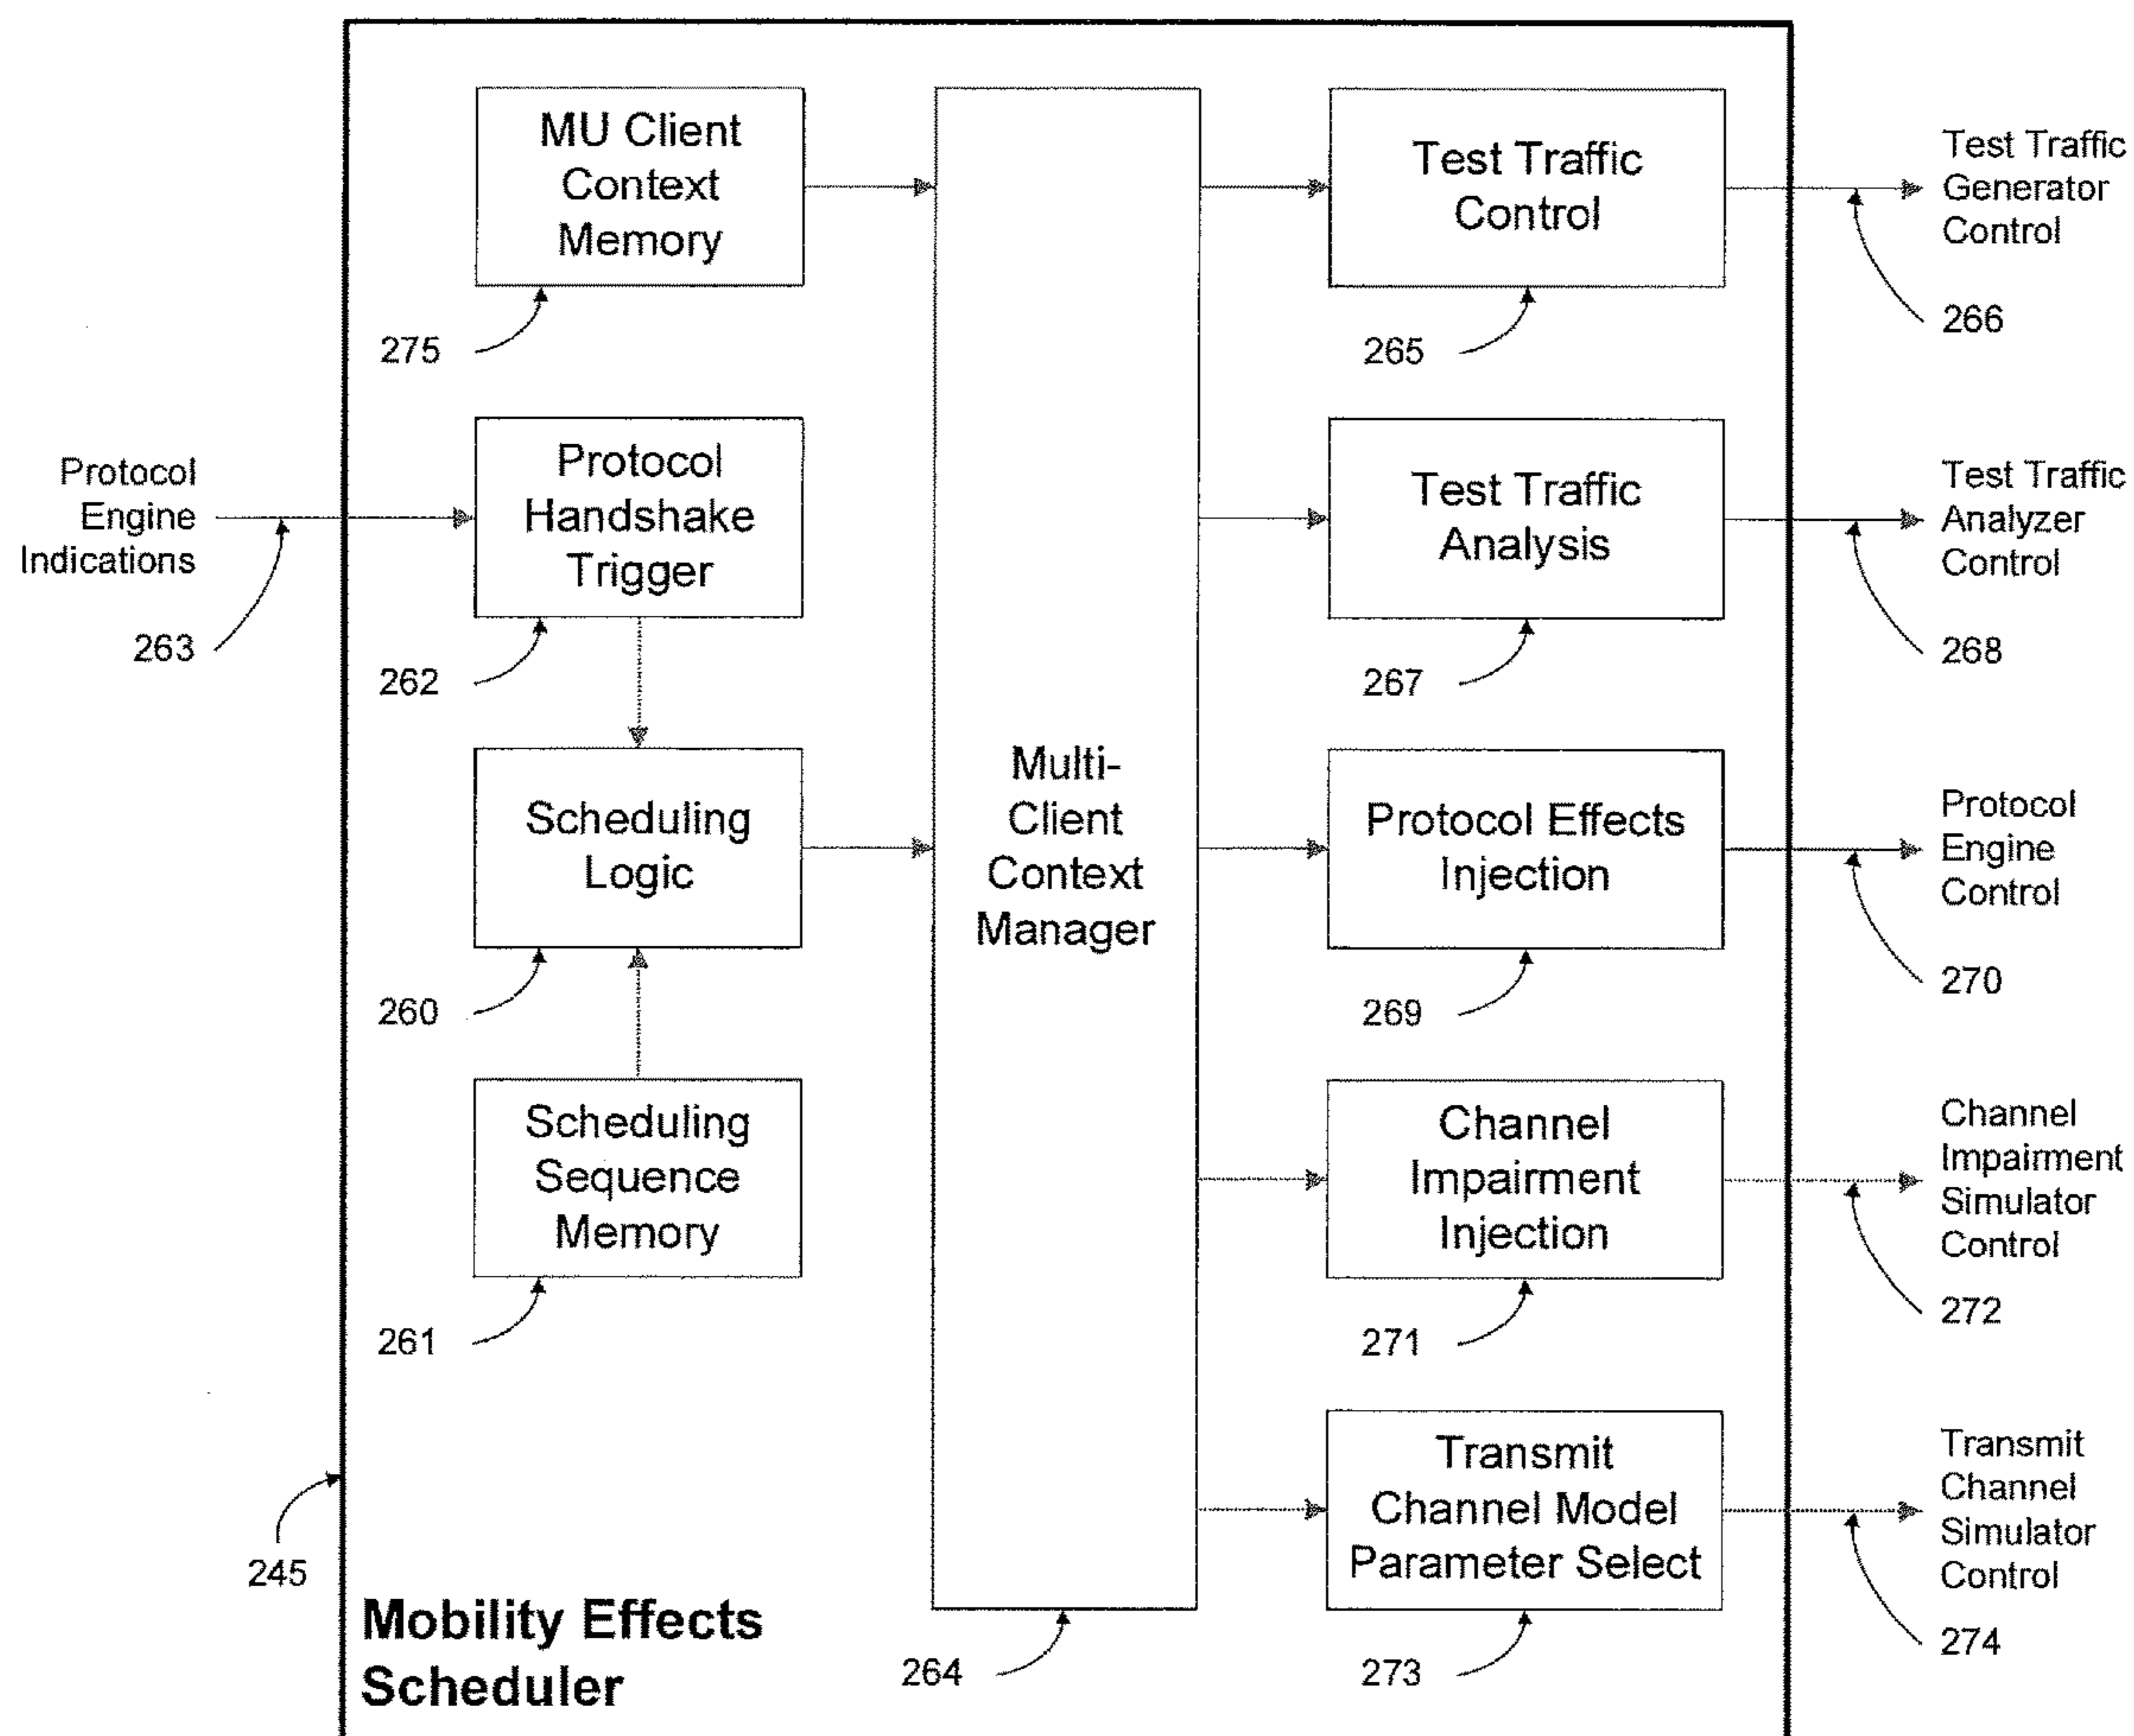 MU Client
Context
Memory
275
Test Traffic
Control
265
Test Traffic
Generator
Control
266
Protocol
Engine
Indications
263
Protocol
Handshake
Trigger
262
Test Traffic
Analysis
267
Test Traffic
Analyzer
Control
268
Scheduling
Logic
260
Multi-
Client
Context
Manager
264
Protocol Effects
Injection
269
Protocol
Engine
Control
270
Scheduling
Sequence
Memory
261
Channel
Impairment
Injection
271
Channel
Impairment
Simulator
Control
272
Transmit
Channel Model
Parameter Select
273
Transmit
Channel
Simulator
Control
274
245
Mobility Effects
Scheduler